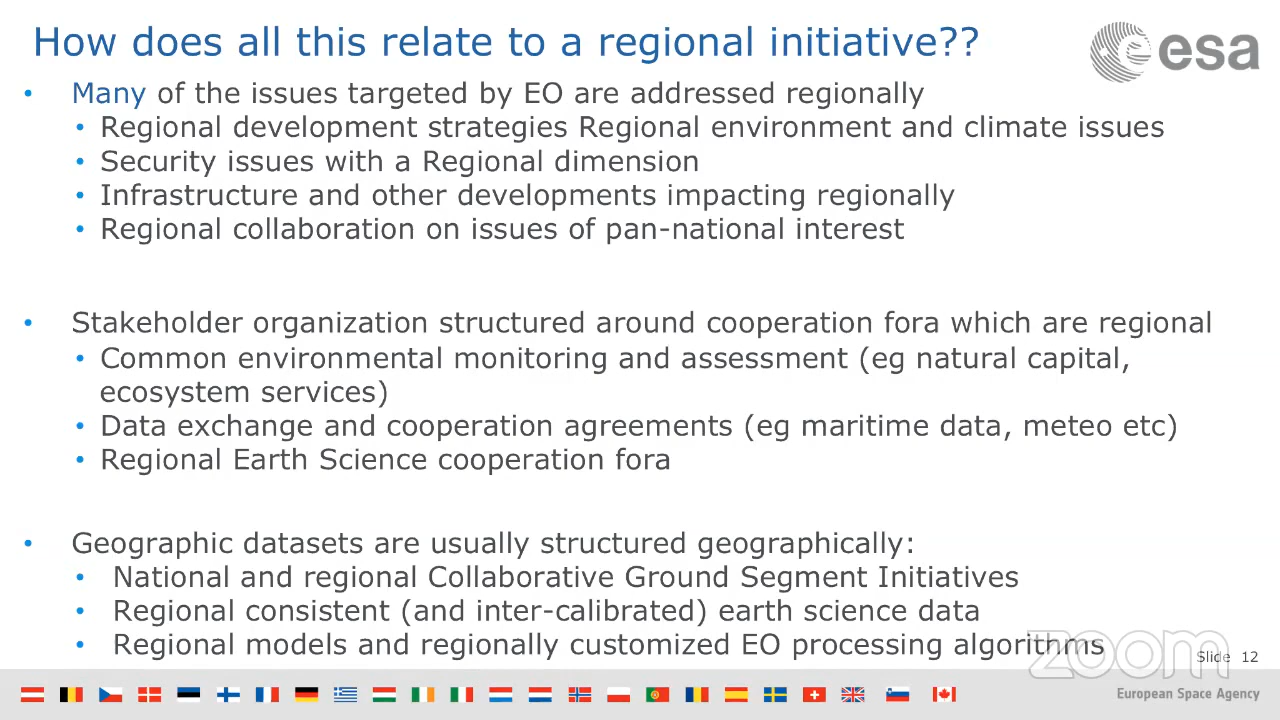 How does all this relate to a regional initiative??
esa
• Many of the issues targeted by EO are addressed regionally
• Regional development strategies Regional environment and climate issues
• Security issues with a Regional dimension
• Infrastructure and other developments impacting regionally
• Regional collaboration on issues of pan-national interest
• Stakeholder organization structured around cooperation fora which are regional
• Common environmental monitoring and assessment (eg natural capital,
ecosystem services)
• Data exchange and cooperation agreements (eg maritime data, meteo etc)
• Regional Earth Science cooperation fora
• Geographic datasets are usually structured geographically:
• National and regional Collaborative Ground Segment Initiatives
• Regional consistent (and inter-calibrated) earth science data
• Regional models and regionally customized EO processing algorithms
zoom
Slide 12
European Space Agency